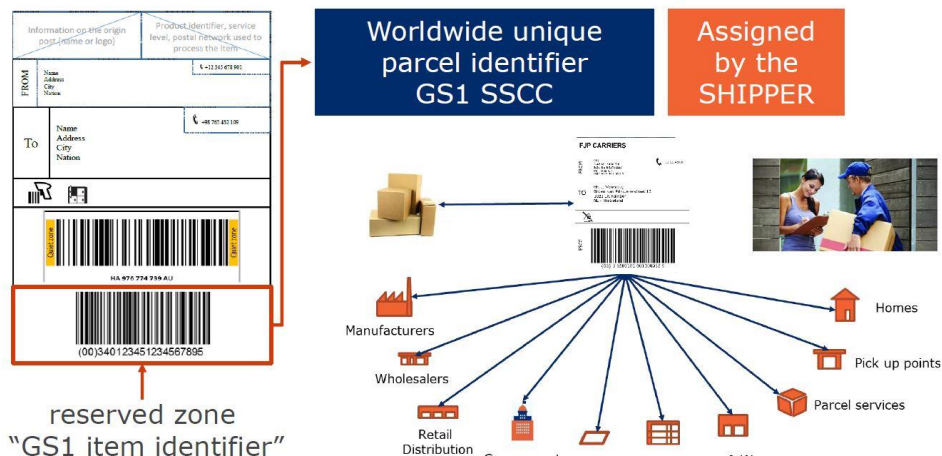 Information on the origin
post [name or logo]
Product identifier, service
level, postal network used to
process the item
FROM
Name
Address
City
Nation
+12 345 678 901
To
Name
Address
City
Nation
+98 765 432 109
Quiet zone
Quiet zone
HA 976 774 739 AU
(00)340123451234567895
reserved zone
“GS1 item identifier”
Worldwide unique
parcel identifier
GS1 SSCC
Assigned
by the
SHIPPER
FJP CARRIERS
FROM
TO
Manufacturers
Wholesalers
Retail
Distribution
Homes
Pick up points
Parcel services